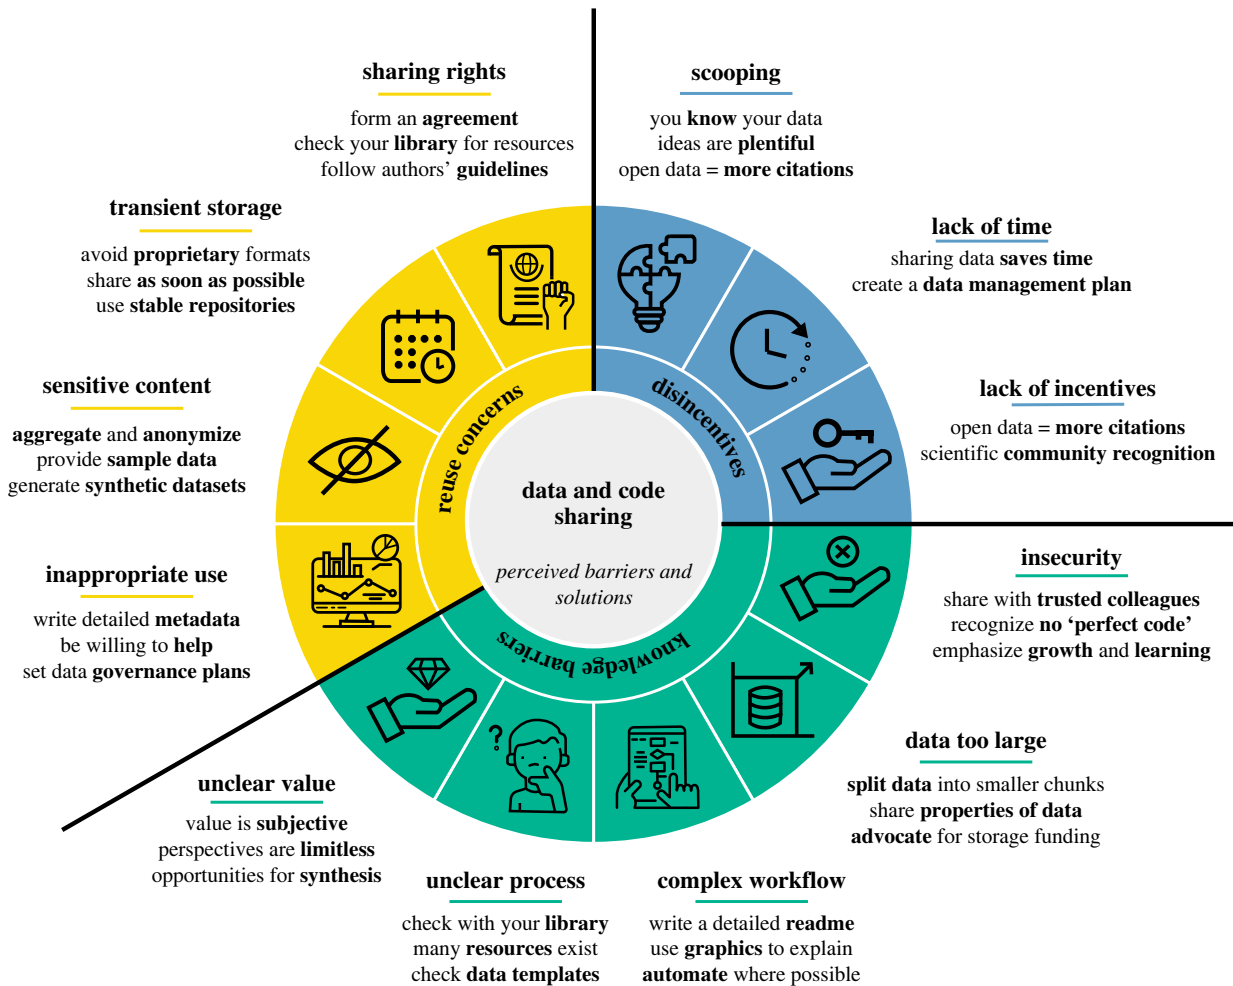 sharing rights
form an agreement
check your library for resources
follow authors’ guidelines
scooping
you know your data
ideas are plentiful
open data = more citations
transient storage
avoid proprietary formats
share as soon as possible
use stable repositories
lack of time
sharing data saves time
create a data management plan
sensitive content
aggregate and anonymize
provide sample data
generate synthetic datasets
lack of incentives
open data = more citations
scientific community recognition
reuse concerns
disincentives
knowledge barriers
data and code
sharing
perceived barriers and
solutions
inappropriate use
write detailed metadata
be willing to help
set data governance plans
insecurity
share with trusted colleagues
recognize no ‘perfect code’
emphasize growth and learning
?
unclear value
value is subjective
perspectives are limitless
opportunities for synthesis
data too large
split data into smaller chunks
share properties of data
advocate for storage funding
unclear process
check with your library
many resources exist
check data templates
complex workflow
write a detailed readme
use graphics to explain
automate where possible